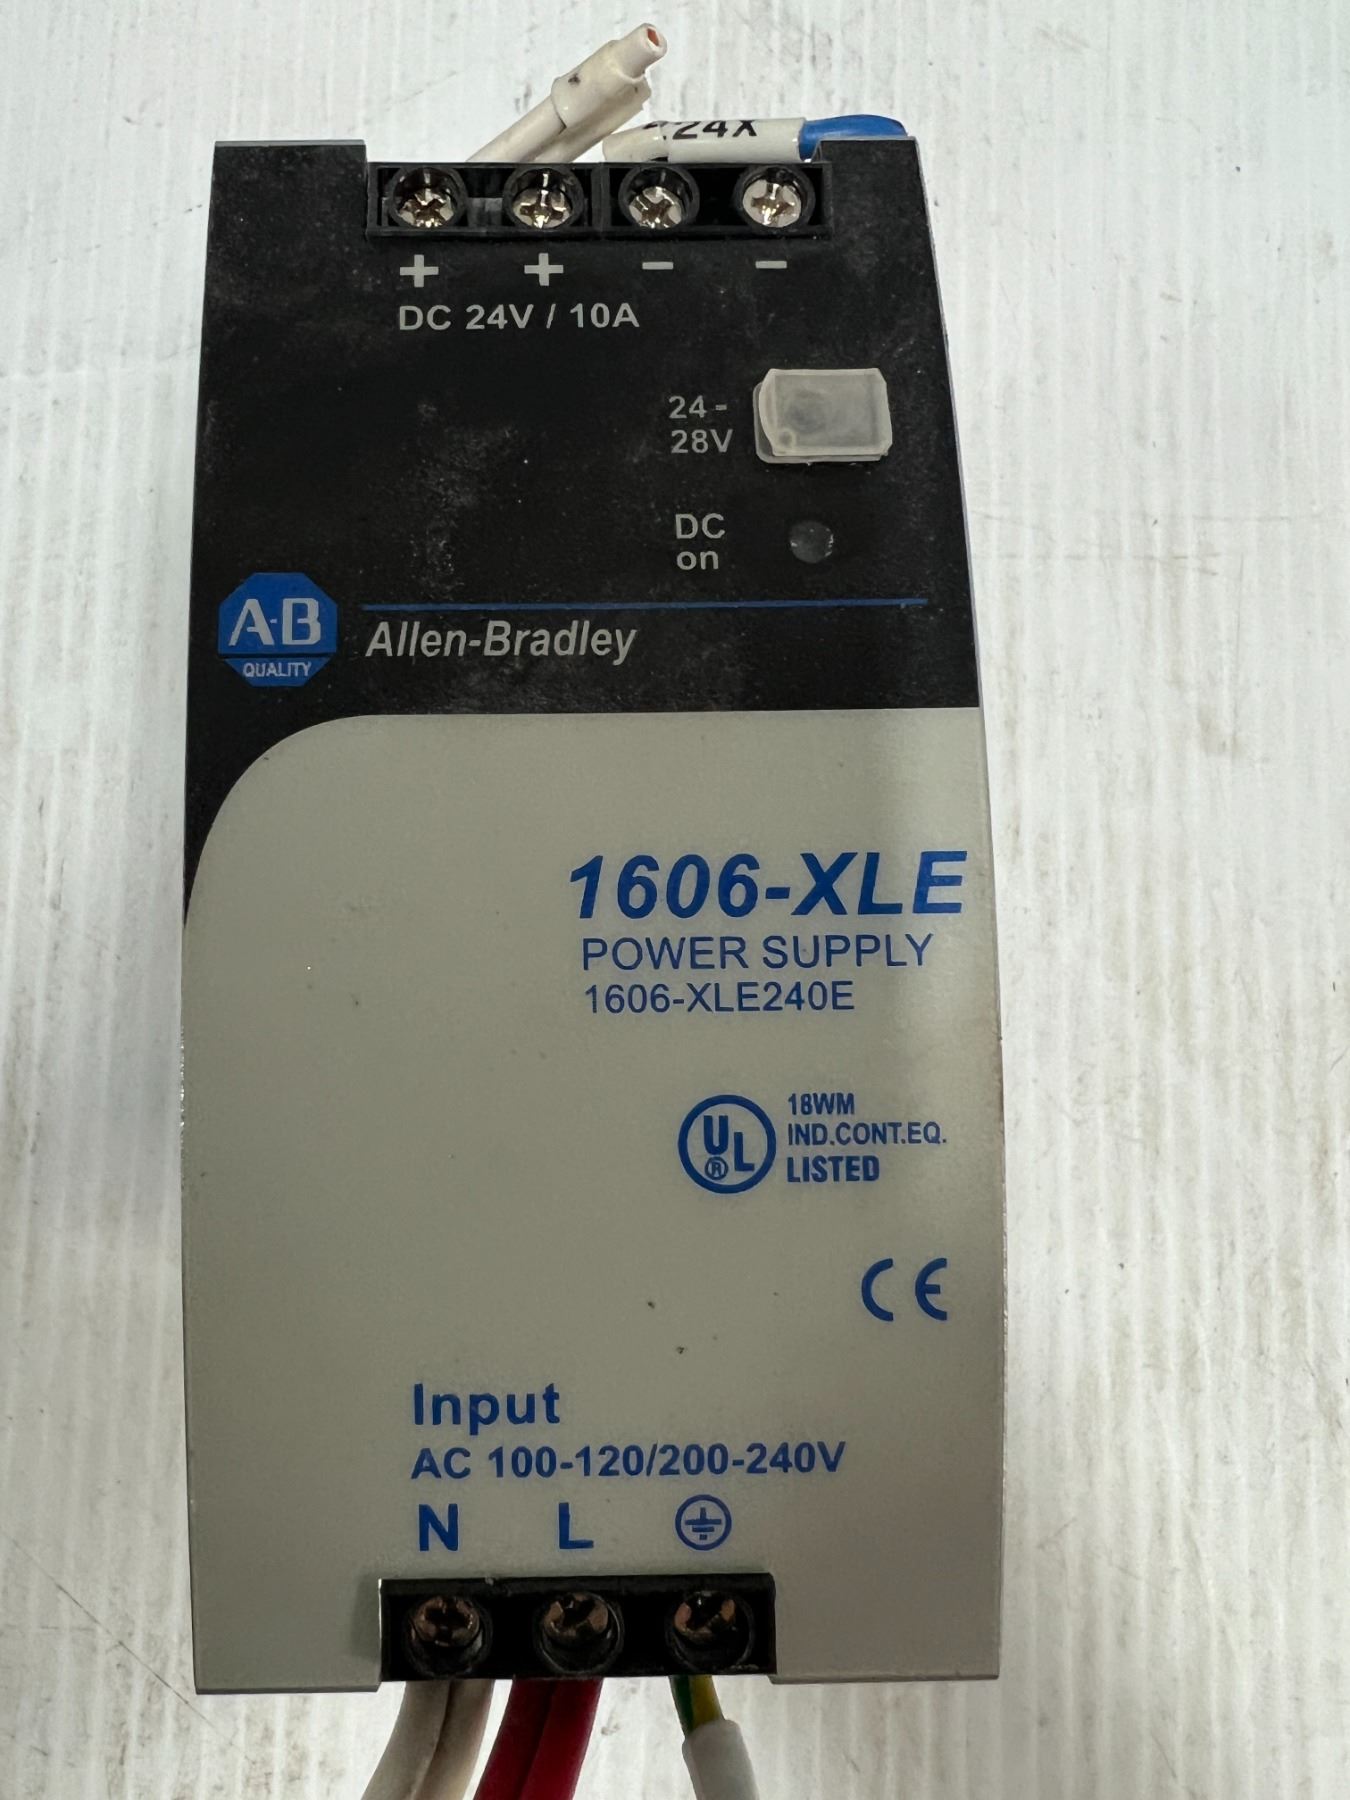 24X
+ + - -
DC 24V / 10A
24-
28V
DC
on
A-B
QUALITY
Allen-Bradley
1606-XLE
POWER SUPPLY
1606-XLE240E
UL
®
18WM
IND.CONT.EQ.
LISTED
CE
Input
AC 100-120/200-240V
N L